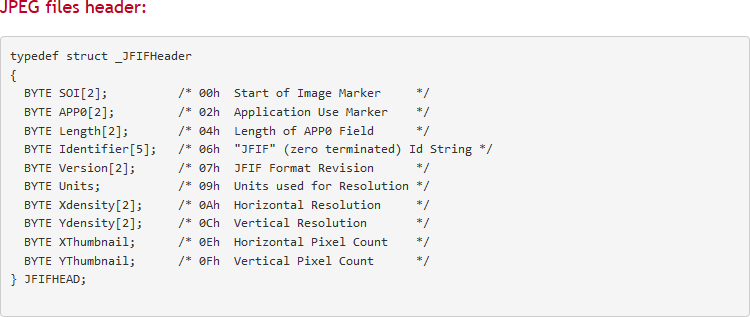 JPEG files header:
typedef struct _JFIFHeader
{
  BYTE SOI[2];          /* 00h  Start of Image Marker     */
  BYTE APP0[2];         /* 02h  Application Use Marker    */
  BYTE Length[2];       /* 04h  Length of APP0 Field      */
  BYTE Identifier[5];   /* 06h  "JFIF" (zero terminated) Id String */
  BYTE Version[2];      /* 07h  JFIF Format Revision      */
  BYTE Units;           /* 09h  Units used for Resolution */
  BYTE Xdensity[2];     /* 0Ah  Horizontal Resolution     */
  BYTE Ydensity[2];     /* 0Ch  Vertical Resolution       */
  BYTE XThumbnail;      /* 0Eh  Horizontal Pixel Count    */
  BYTE YThumbnail;      /* 0Fh  Vertical Pixel Count      */
} JFIFHEAD;